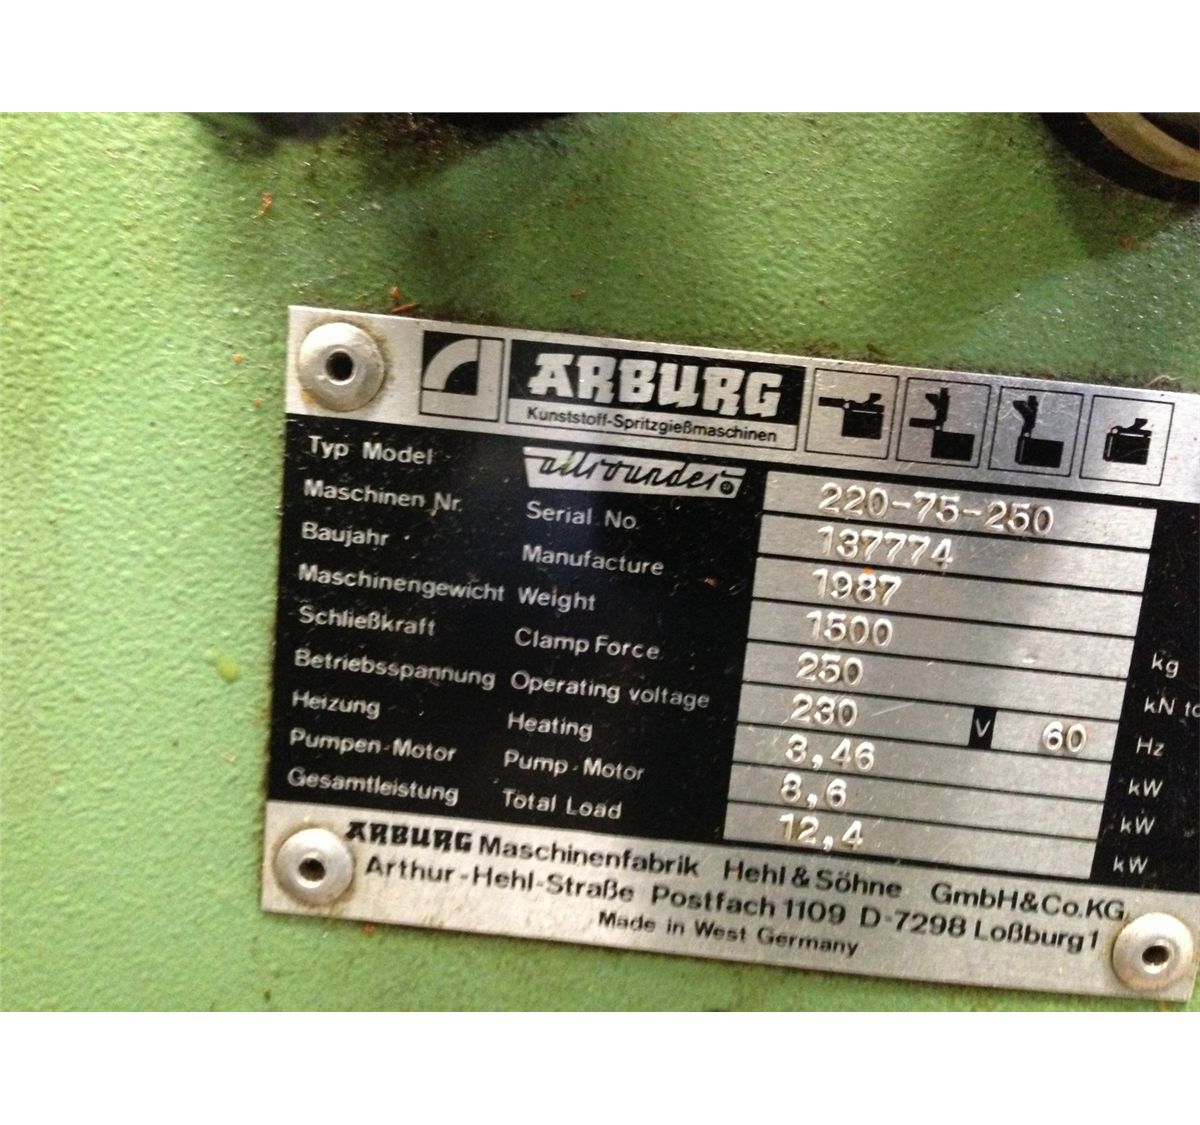 ARBURG
Kunststoff-Spritzgießmaschinen
Typ Model allrounder 220-75-250
Maschinen Nr. Serial No. 137774
Baujahr Manufacture 1987
Maschinengewicht Weight 1500 kg
Schließkraft Clamp Force 250 kN
Betriebsspannung Operating voltage 230 V 60 Hz
Heizung Heating 3,46 kW
Pumpen-Motor Pump-Motor 8,6 kW
Gesamtleistung Total Load 12,4 kW
ARBURG Maschinenfabrik Hehl & Söhne GmbH & Co. KG
Arthur-Hehl-Straße Postfach 1109 D-7298 Loßburg 1
Made in West Germany